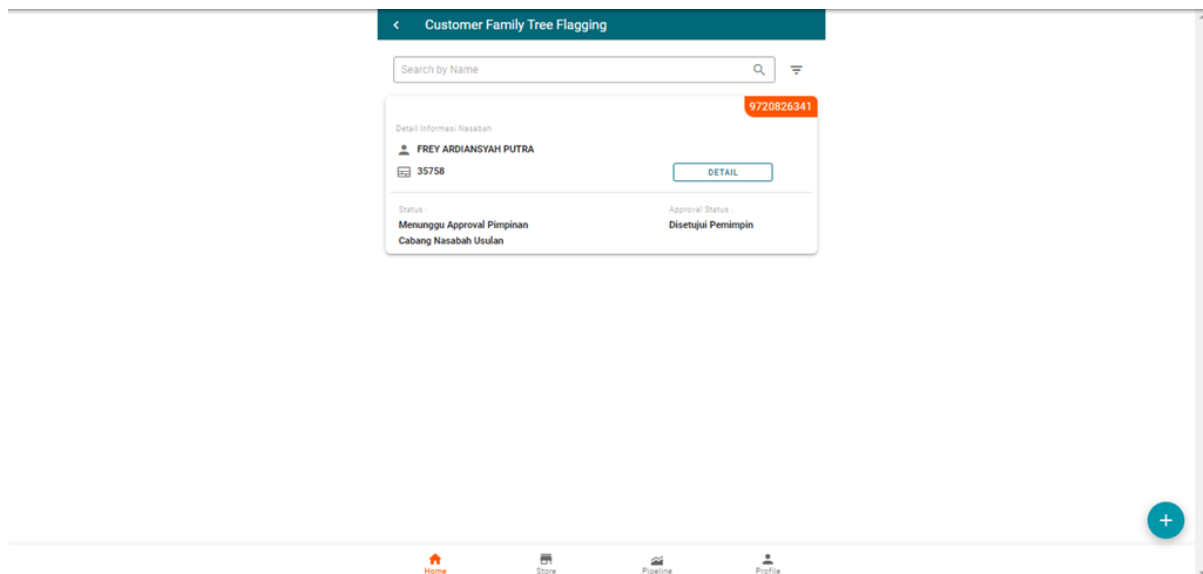 Customer Family Tree Flagging
Search by Name
9720826341
Detail Informasi Nasabah
FREY ARDIANSYAH PUTRA
35758
DETAIL
Status :
Approval Status :
Menunggu Approval Pimpinan
Disetujui Pemimpin
Cabang Nasabah Usulan
Home
Store
Pipeline
Profile